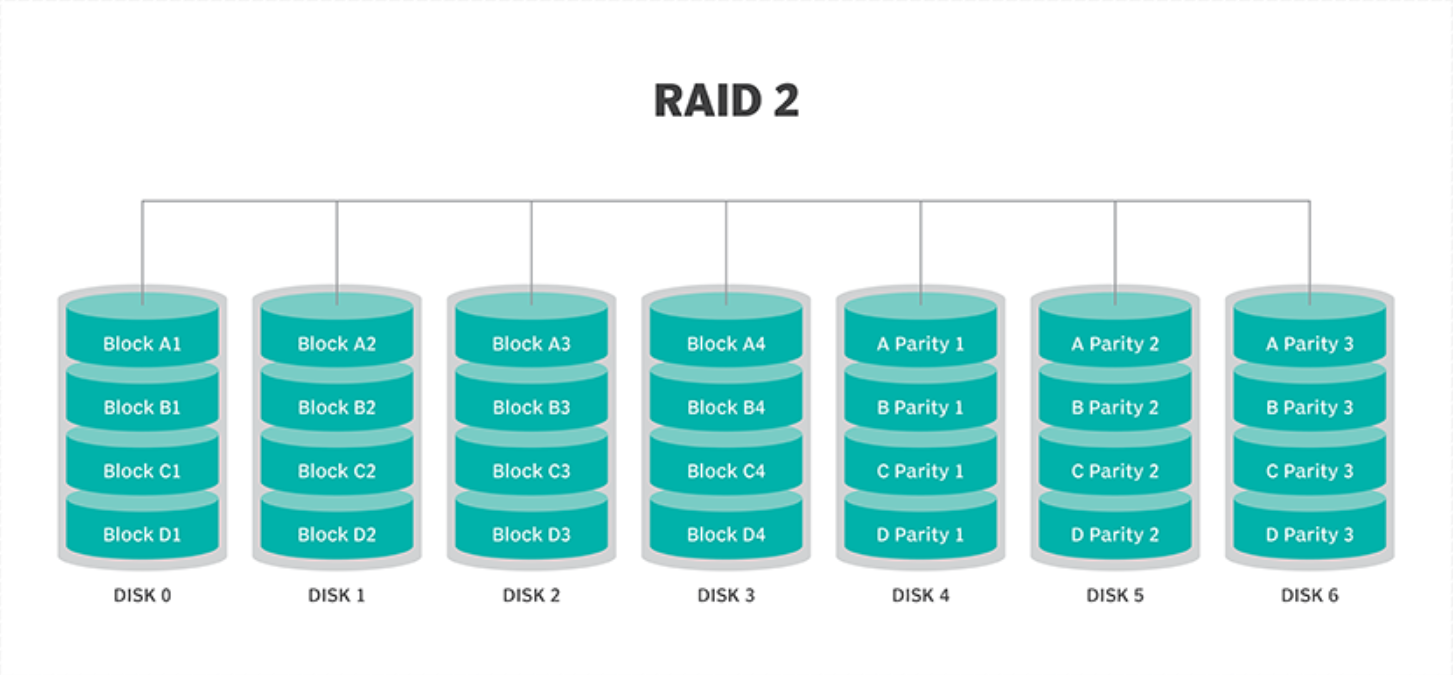 RAID 2
Block A1 Block A2 Block A3 Block A4 A Parity 1 A Parity 2 A Parity 3
Block B1 Block B2 Block B3 Block B4 B Parity 1 B Parity 2 B Parity 3
Block C1 Block C2 Block C3 Block C4 C Parity 1 C Parity 2 C Parity 3
Block D1 Block D2 Block D3 Block D4 D Parity 1 D Parity 2 D Parity 3
DISK 0 DISK 1 DISK 2 DISK 3 DISK 4 DISK 5 DISK 6